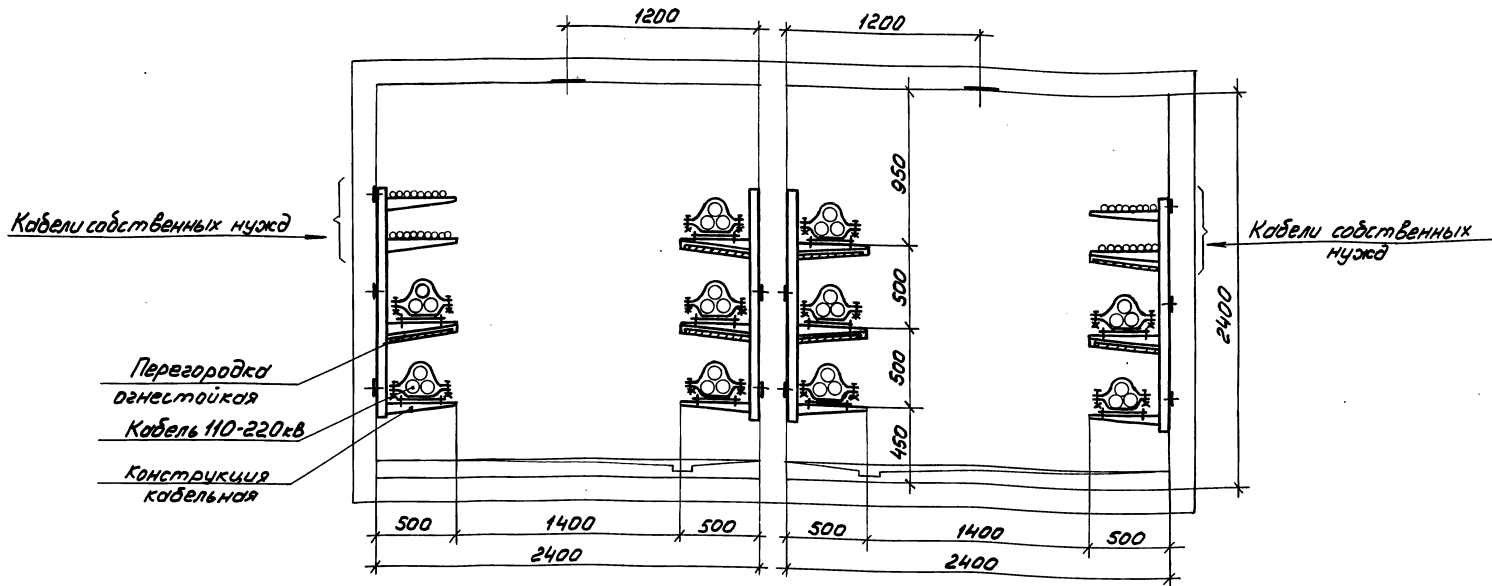 1200
1200
950
Кабели собственных нужд
Кабели собственных
нужд
500
2400
Перегородка
огнестойкая
500
Кабель 110-220кв
450
Конструкция
кабельная
500
1400
500
500
1400
500
2400
2400